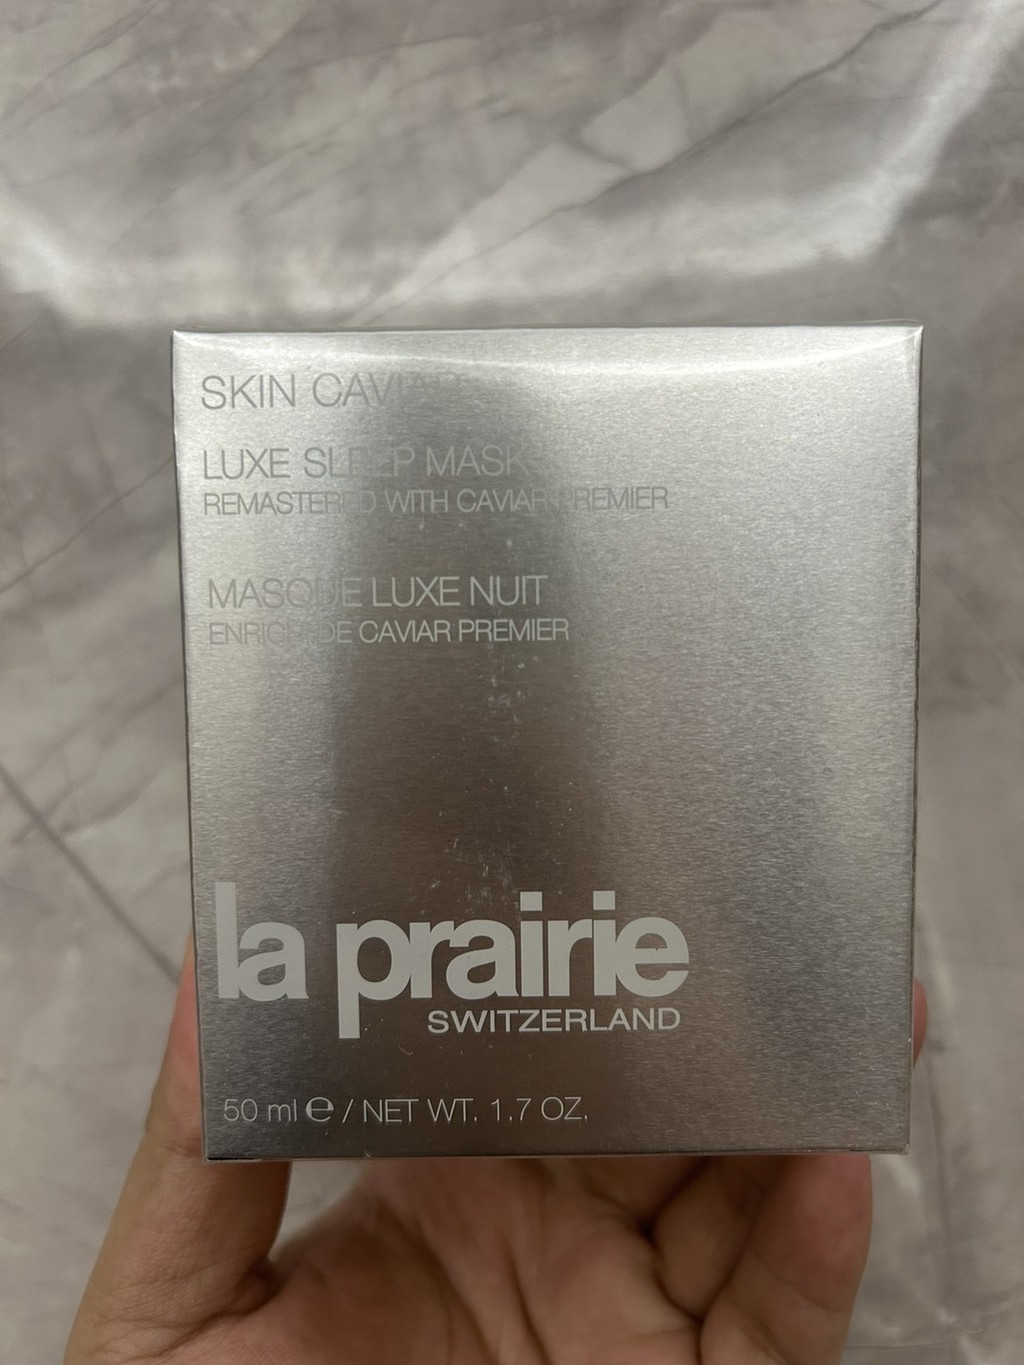 SKIN CAVIAR
LUXE SLEEP MASK
REMASTERED WITH CAVIAR PREMIER
MASQUE LUXE NUIT
ENRICHI DE CAVIAR PREMIER
la prairie
SWITZERLAND
50 ml ℮ / NET WT. 1.7 OZ.